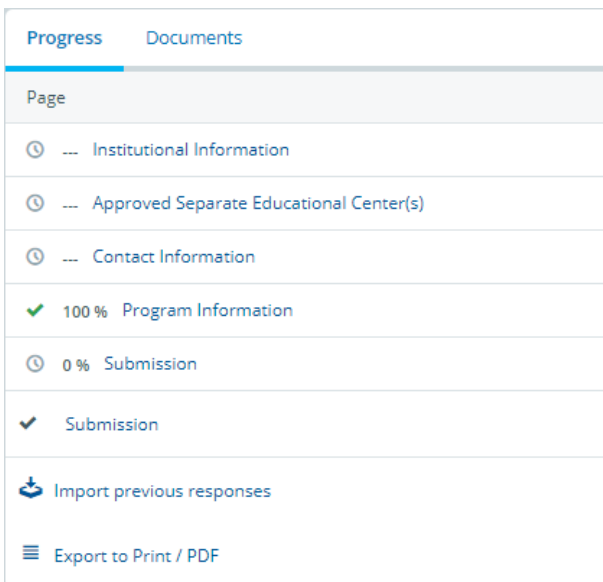 Progress Documents
Page
--- Institutional Information
--- Approved Separate Educational Center(s)
--- Contact Information
100 % Program Information
0 % Submission
Submission
Import previous responses
Export to Print / PDF